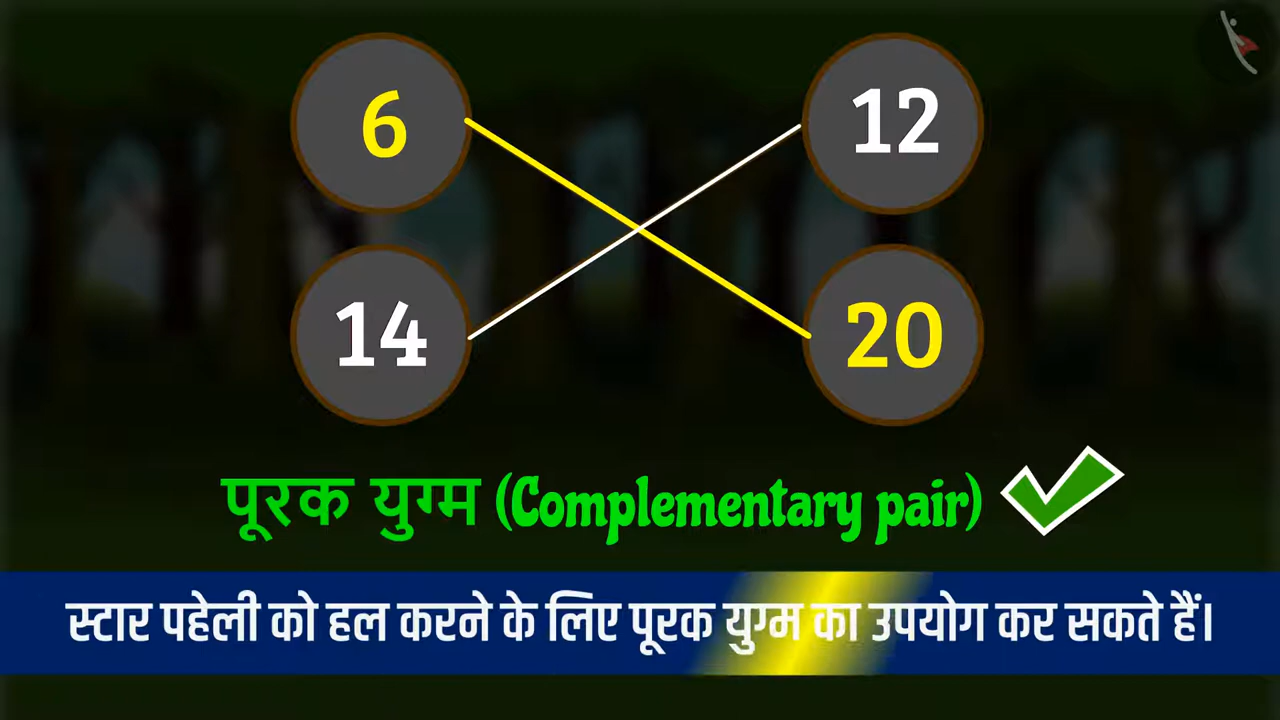 6 12
14 20
पूरक युग्म (Complementary pair)
स्टार पहेली को हल करने के लिए पूरक युग्म का उपयोग कर सकते हैं।